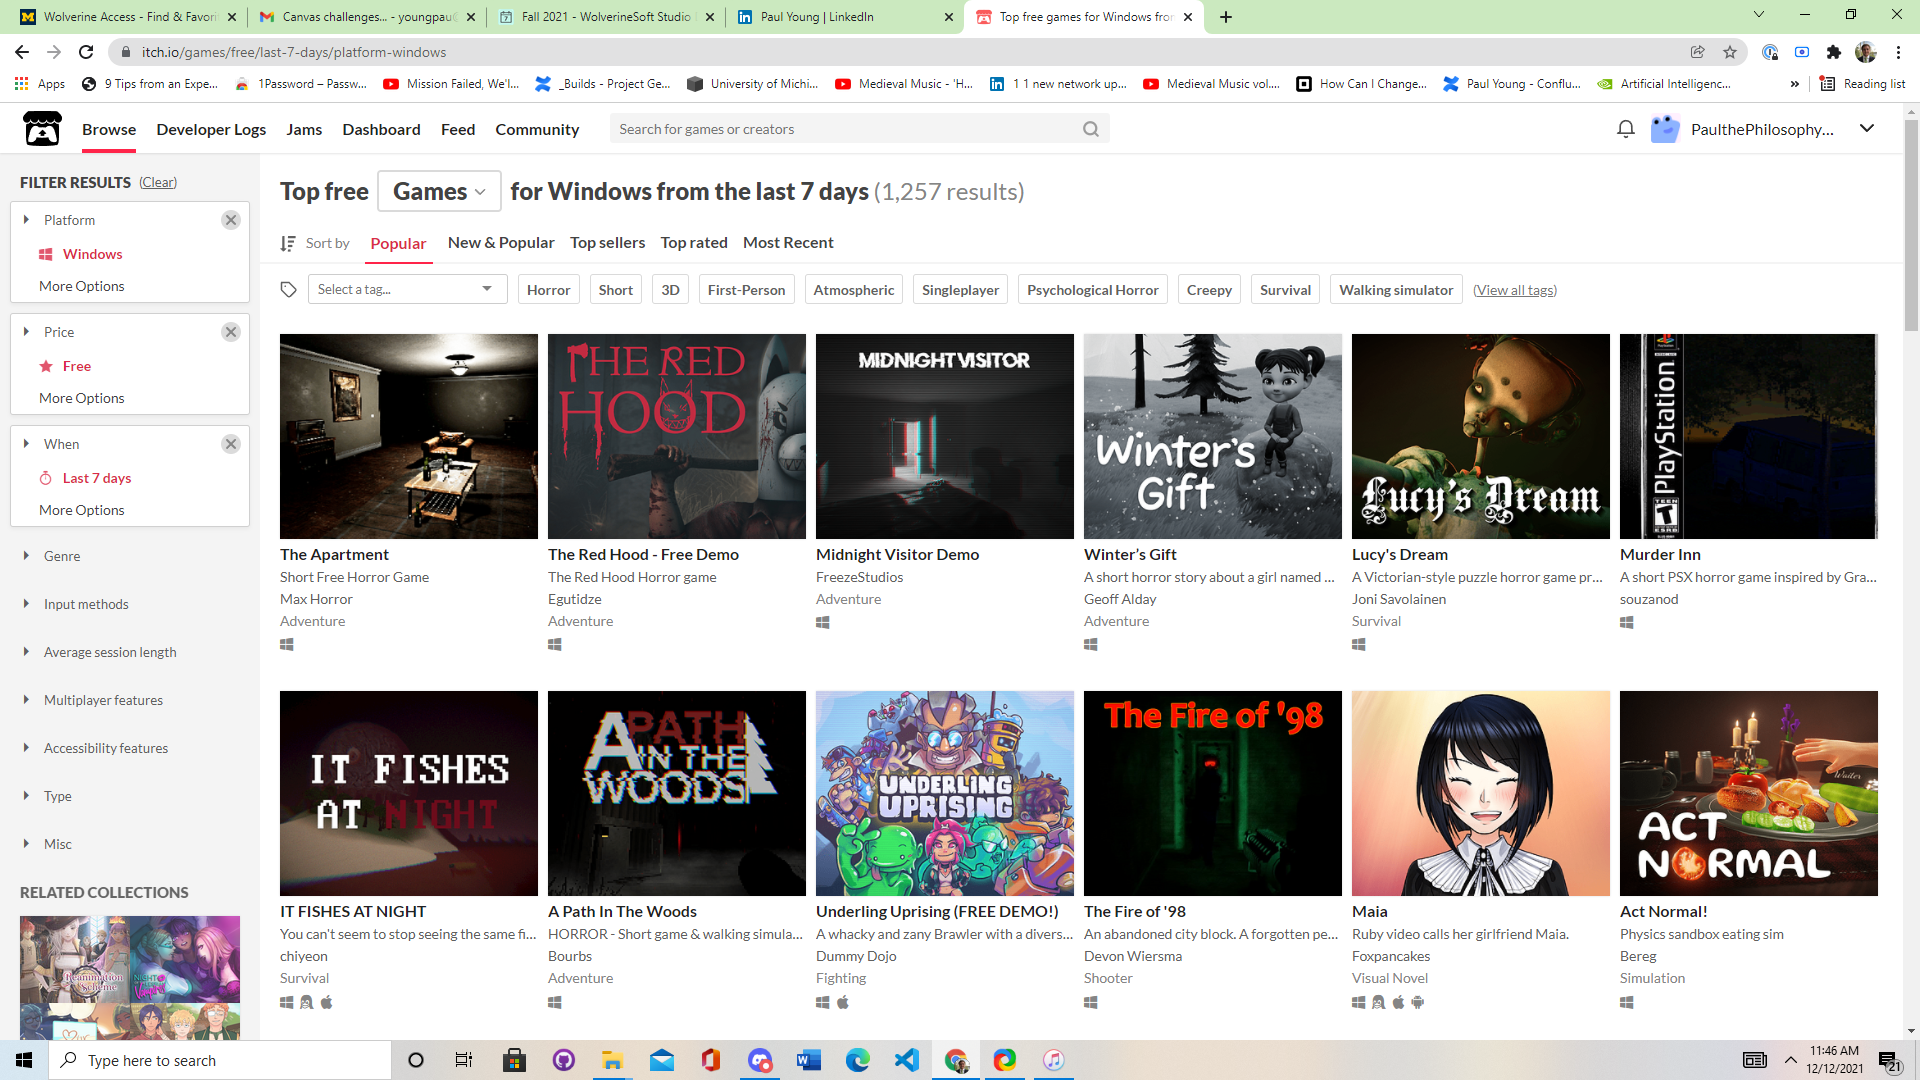 Wolverine Access - Find & Favori
Canvas challenges... - youngpau@
Fall 2021 - WolverineSoft Studio
Paul Young | LinkedIn
Top free games for Windows from
itch.io/games/free/last-7-days/platform-windows
Apps
9 Tips from an Expe...
1Password – Passw...
Mission Failed, We'l...
_Builds - Project Ge...
University of Michi...
Medieval Music - 'H...
1 1 new network up...
Medieval Music vol....
How Can I Change...
Paul Young - Conflu...
Artificial Intelligenc...
»
Reading list
Browse
Developer Logs
Jams
Dashboard
Feed
Community
Search for games or creators
PaulthePhilosophy...
FILTER RESULTS (Clear)
Platform
Windows
More Options
Price
Free
More Options
When
Last 7 days
More Options
Genre
Input methods
Average session length
Multiplayer features
Accessibility features
Type
Misc
RELATED COLLECTIONS
Reanimation
Scheme
NIGHT
Vampire
Top free Games for Windows from the last 7 days (1,257 results)
Sort by
Popular
New & Popular
Top sellers
Top rated
Most Recent
Select a tag...
Horror
Short
3D
First-Person
Atmospheric
Singleplayer
Psychological Horror
Creepy
Survival
Walking simulator
(View all tags)
The Apartment
Short Free Horror Game
Max Horror
Adventure
THE RED
HOOD
The Red Hood - Free Demo
The Red Hood Horror game
Egutidze
Adventure
MIDNIGHT VISITOR
Midnight Visitor Demo
FreezeStudios
Adventure
Winter's
Gift
Winter’s Gift
A short horror story about a girl named ...
Geoff Alday
Adventure
Lucy's Dream
Lucy's Dream
A Victorian-style puzzle horror game pr...
Joni Savolainen
Survival
PlayStation
PlayStation
TEEN
T
ESRB
Murder Inn
A short PSX horror game inspired by Gra...
souzanod
IT FISHES
AT NIGHT
IT FISHES AT NIGHT
You can't seem to stop seeing the same fi...
chiyeon
Survival
A PATH
IN THE
WOODS
A Path In The Woods
HORROR - Short game & walking simula...
Bourbs
Adventure
UNDERLING
UPRISING
Underling Uprising (FREE DEMO!)
A whacky and zany Brawler with a divers...
Dummy Dojo
Fighting
The Fire of '98
The Fire of '98
An abandoned city block. A forgotten pe...
Devon Wiersma
Shooter
Maia
Ruby video calls her girlfriend Maia.
Foxpancakes
Visual Novel
Waiter
ACT
NORMAL
Act Normal!
Physics sandbox eating sim
Bereg
Simulation
Type here to search
11:46 AM
12/12/2021
21